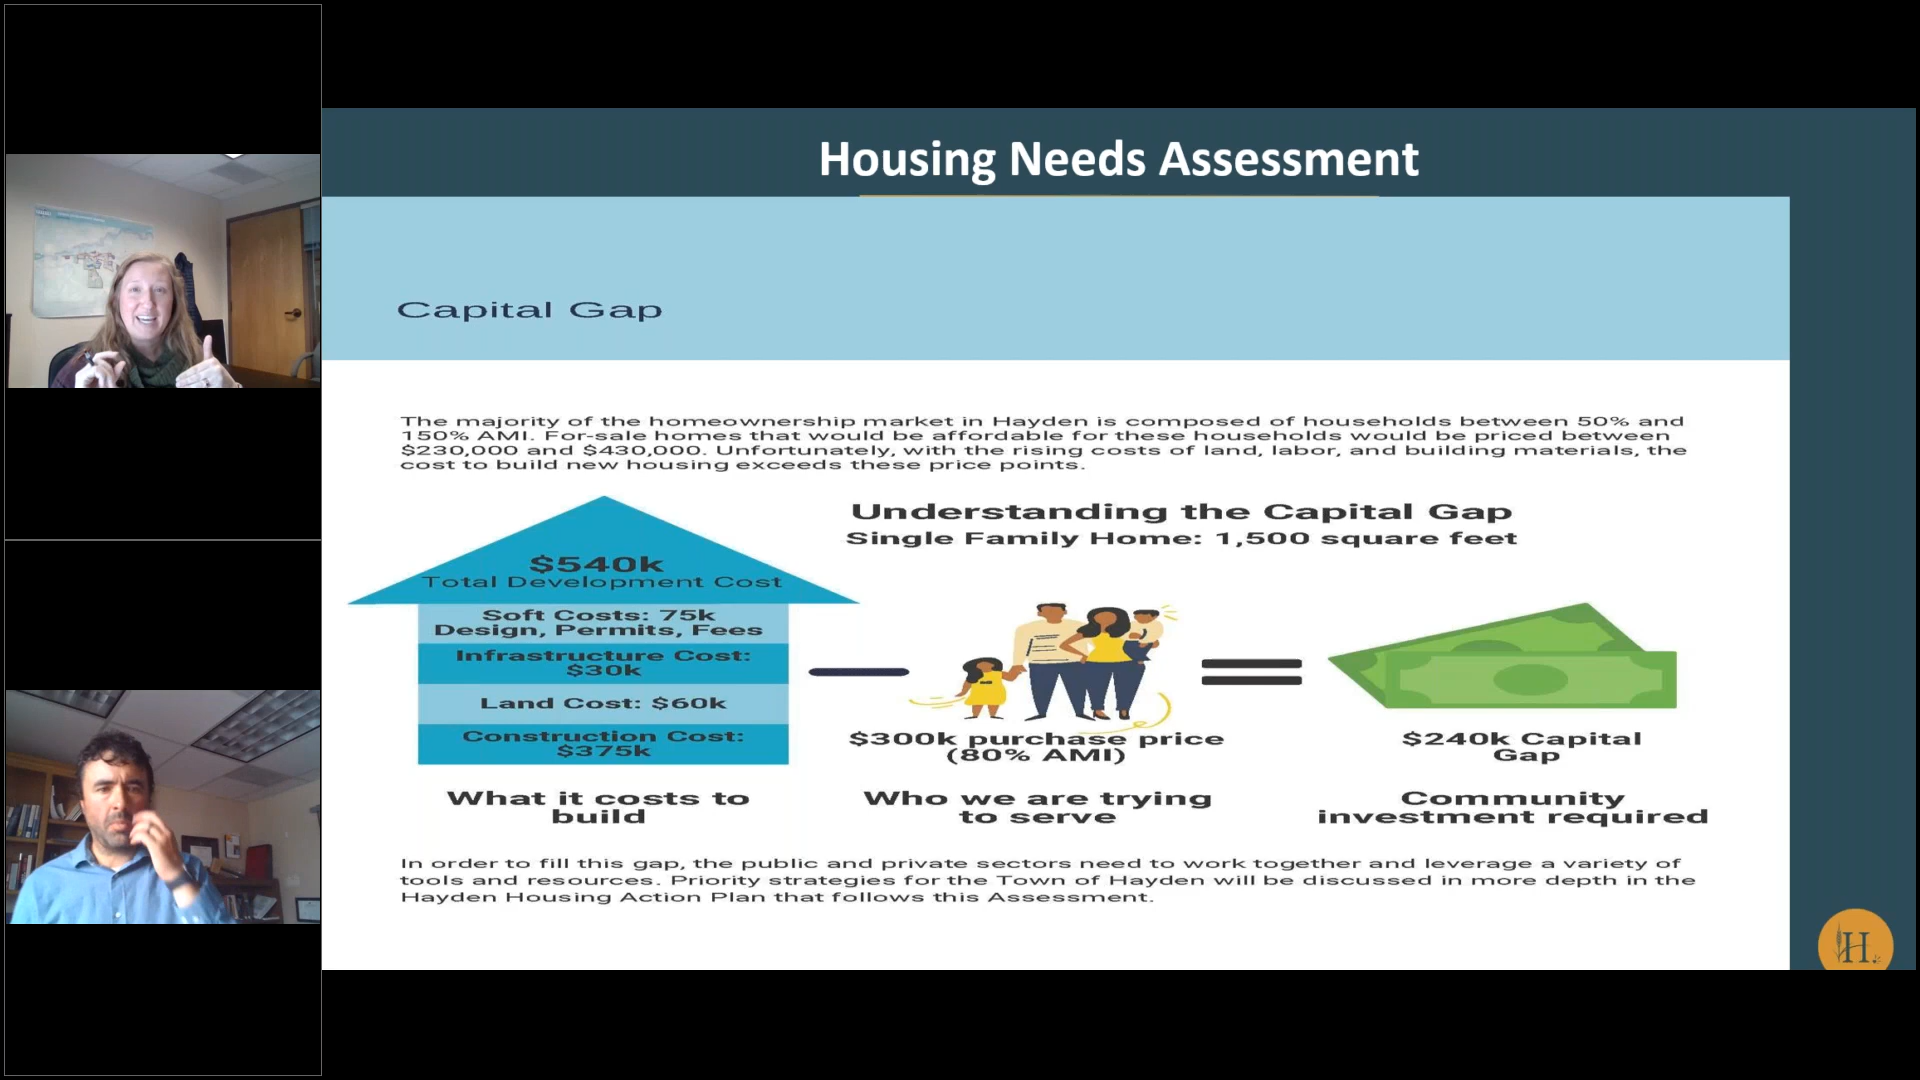 Housing Needs Assessment
Capital Gap
The majority of the homeownership market in Hayden is composed of households between 50% and
150% AMI. For-sale homes that would be affordable for these households would be priced between
$230,000 and $430,000. Unfortunately, with the rising costs of land, labor, and building materials, the
cost to build new housing exceeds these price points.
Understanding the Capital Gap
Single Family Home: 1,500 square feet
$540k
Total Development Cost
Soft Costs: 75k
Design, Permits, Fees
Infrastructure Cost:
$30k
Land Cost: $60k
Construction Cost:
$375k
What it costs to
build
$300k purchase price
(80% AMI)
Who we are trying
to serve
$240k Capital
Gap
Community
investment required
In order to fill this gap, the public and private sectors need to work together and leverage a variety of
tools and resources. Priority strategies for the Town of Hayden will be discussed in more depth in the
Hayden Housing Action Plan that follows this Assessment.
H